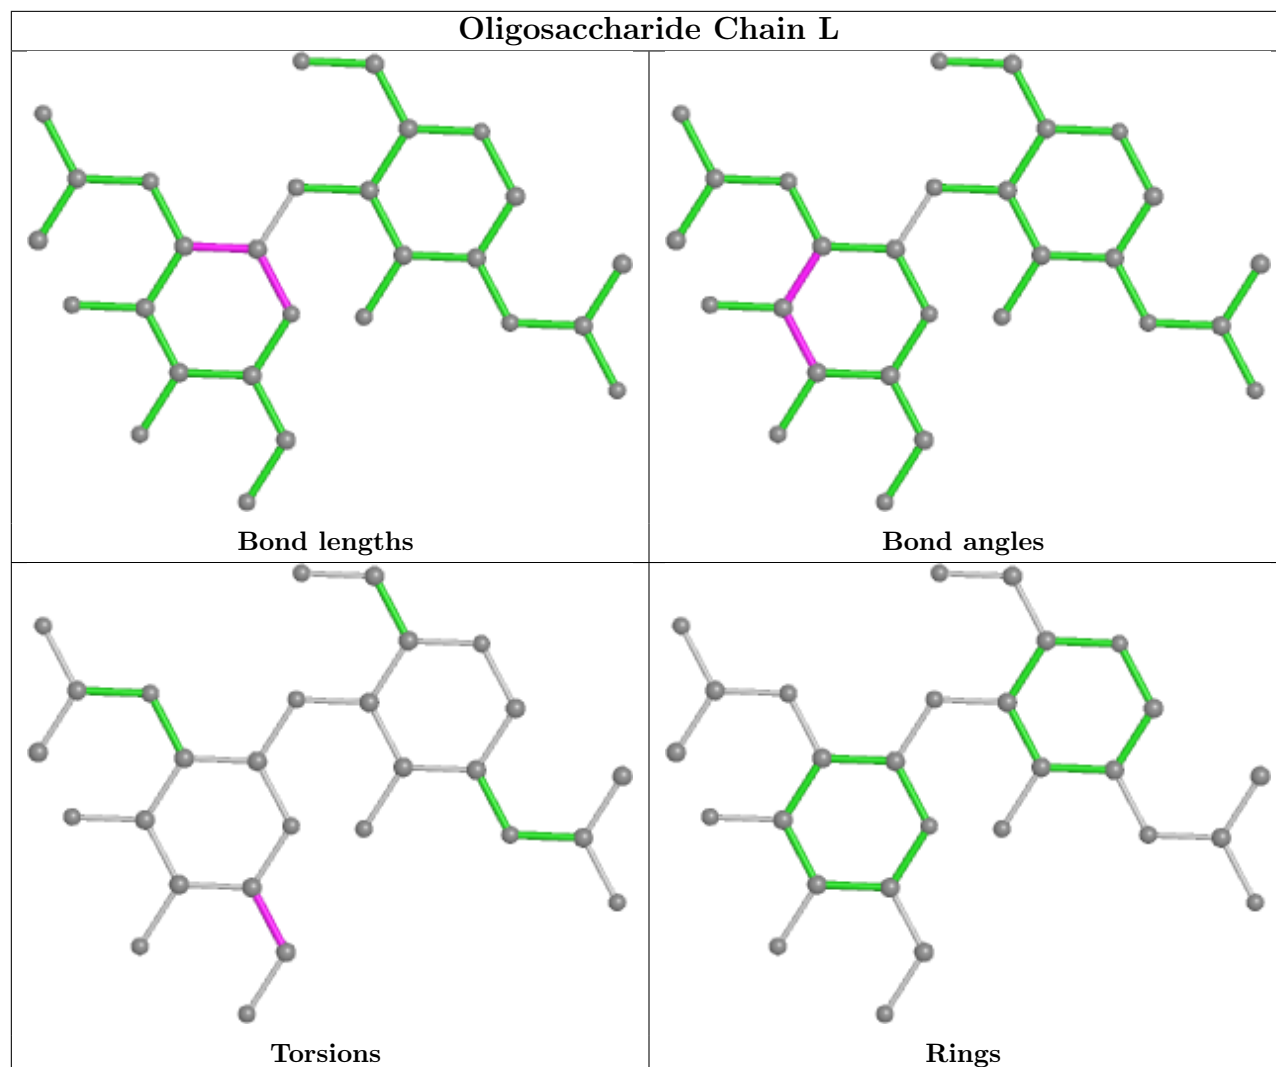 Oligosaccharide Chain L
Bond lengths
Bond angles
Torsions
Rings